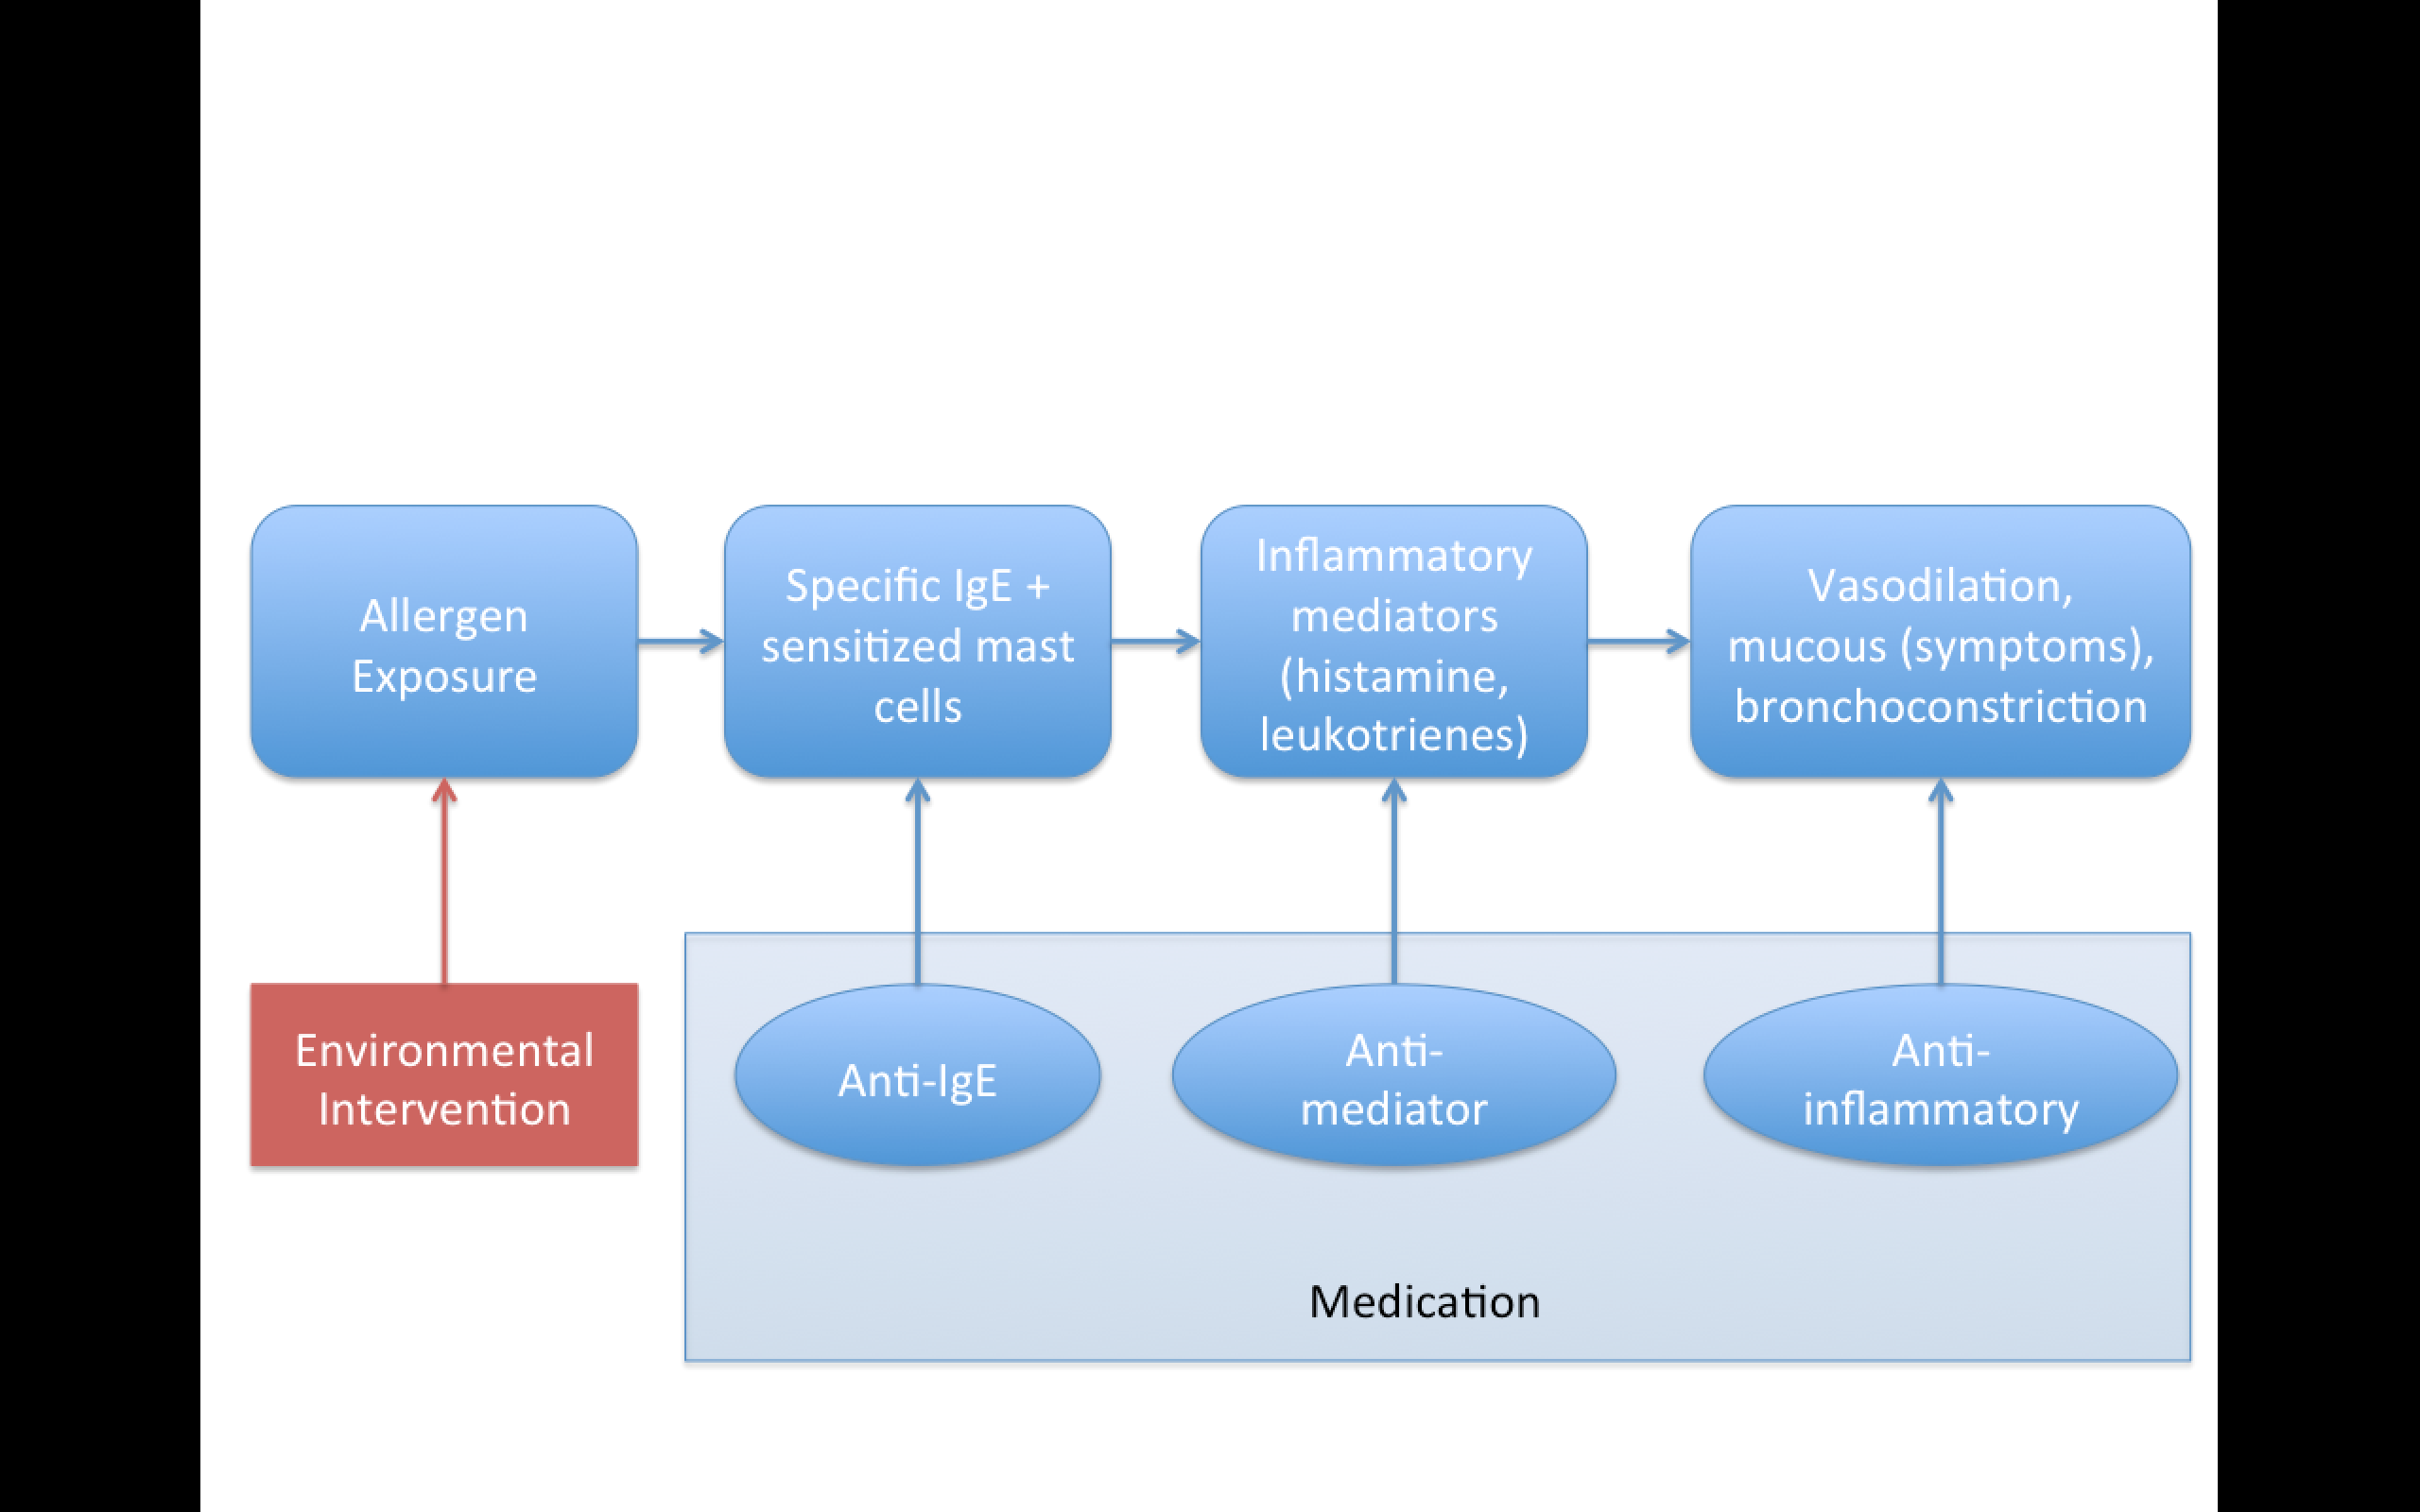 Allergen
Exposure
Specific IgE +
sensitized mast
cells
Inflammatory
mediators
(histamine,
leukotrienes)
Vasodilation,
mucous (symptoms),
bronchoconstriction
Environmental
Intervention
Anti-IgE
Anti-
mediator
Anti-
inflammatory
Medication